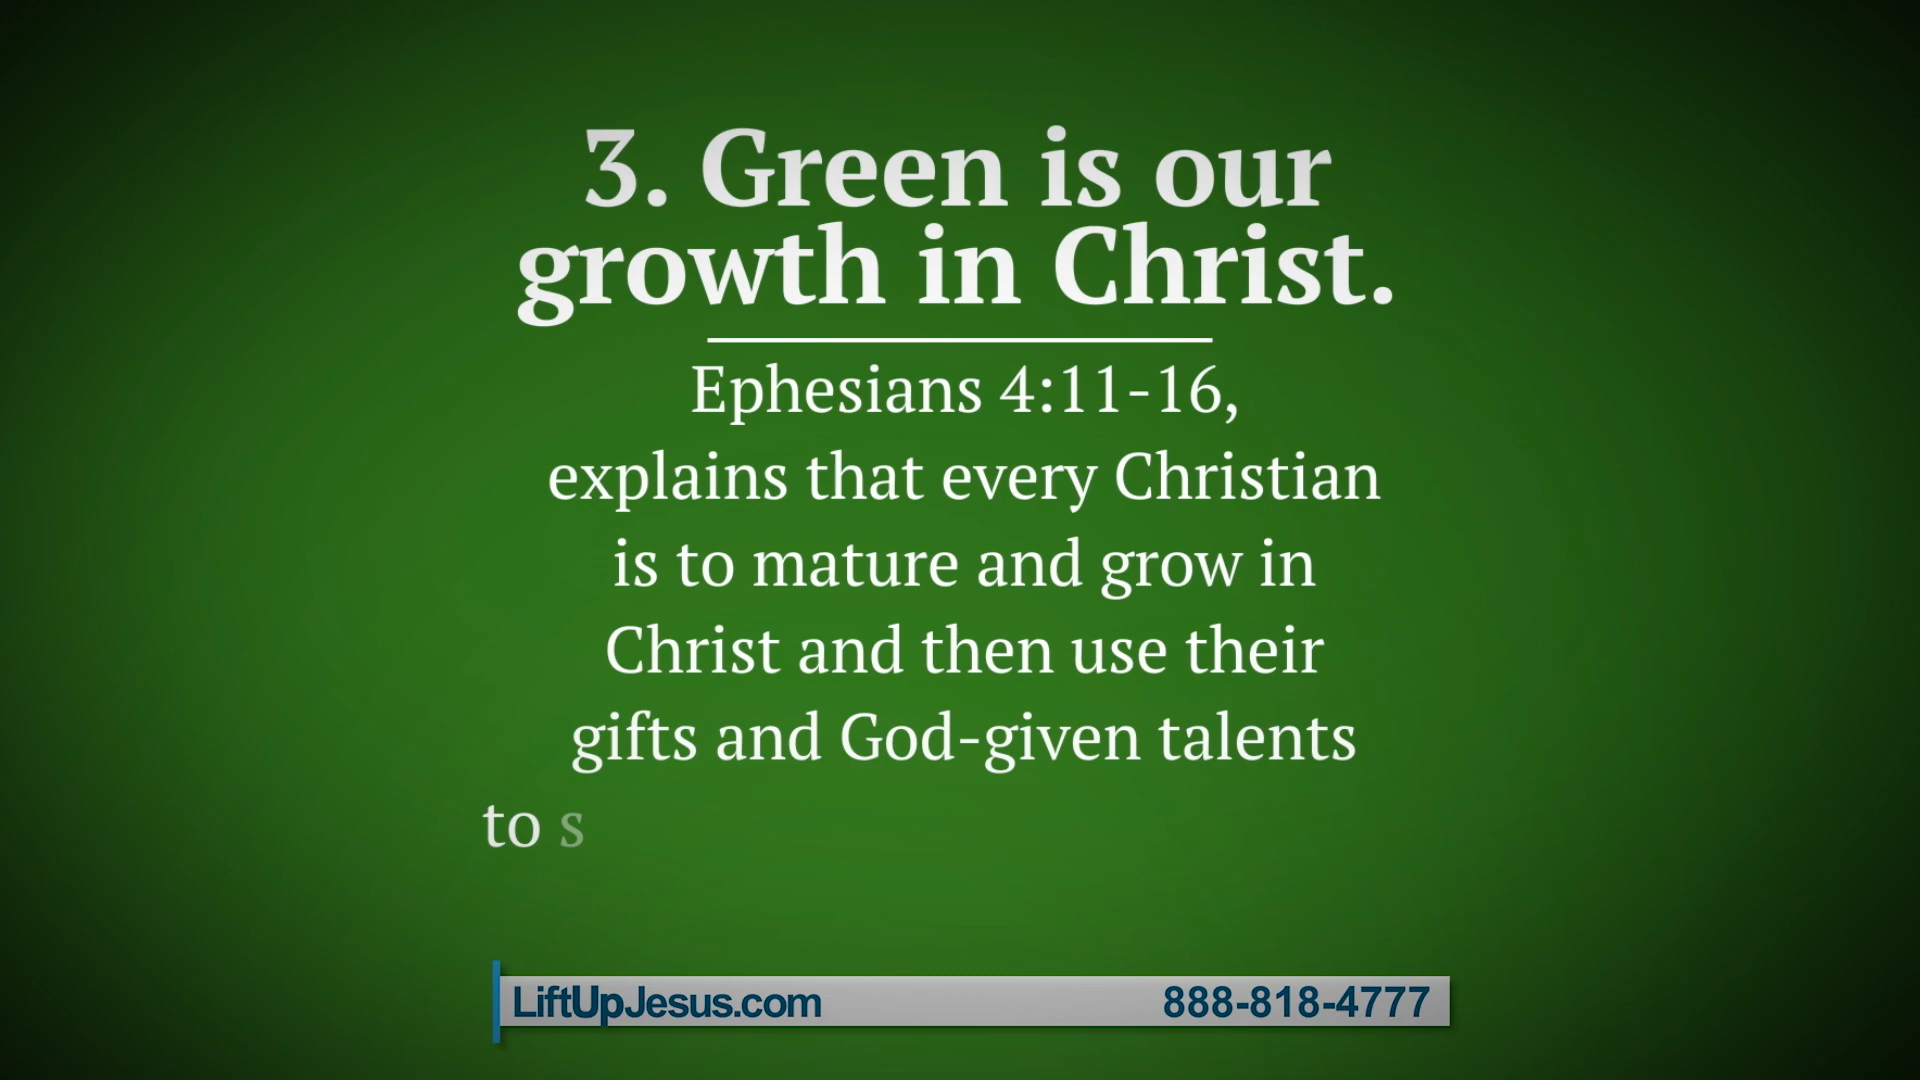 3. Green is our
growth in Christ.
Ephesians 4:11-16,
explains that every Christian
is to mature and grow in
Christ and then use their
gifts and God-given talents
to s
LiftUpJesus.com 888-818-4777